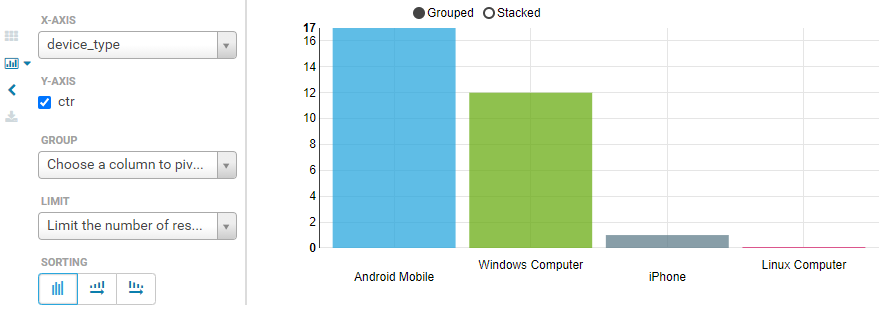 X-AXIS
device_type
Y-AXIS
ctr
GROUP
Choose a column to piv...
LIMIT
Limit the number of res...
SORTING
Grouped Stacked
17
16
14
12
10
8
6
4
2
0
Android Mobile
Windows Computer
iPhone
Linux Computer